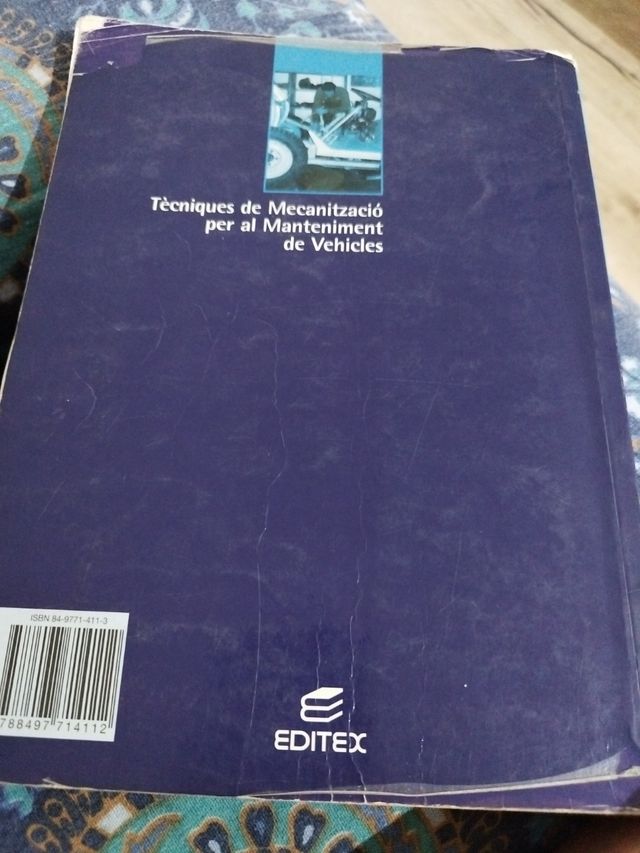 Tècniques de Mecanització
per al Manteniment
de Vehicles
ISBN 84-9771-411-3
788497 714112
EDITEX